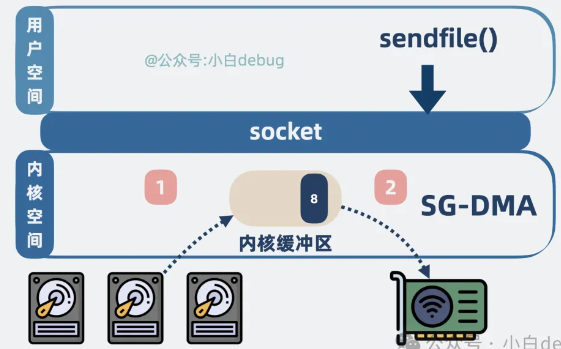 用户空间
@公众号:小白debug
sendfile()
socket
内核空间
1
8
2
SG-DMA
内核缓冲区
公众号 · 小白de